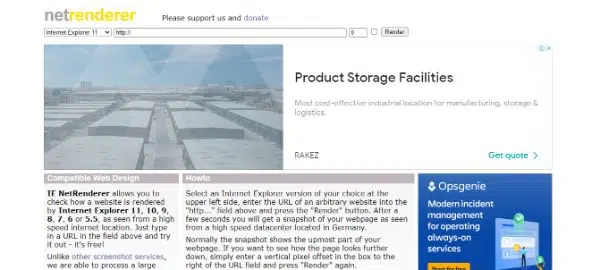 netrenderer
Please support us and donate
Internet Explorer 11
http://
0
Render
Product Storage Facilities
Most cost-effective industrial location for manufacturing, storage &
logistics.
RAKEZ
Get quote
Compatible Web Design
IE NetRenderer allows you to
check how a website is rendered
by Internet Explorer 11, 10, 9,
8, 7, 6 or 5.5, as seen from a high
speed internet location. Just type
in a URL in the field above and try
it out - it's free!
Unlike other screenshot services,
we are able to process a large
Howto
Select an Internet Explorer version of your choice at the
upper left side, enter the URL of an arbitrary website into the
"http..." field above and press the "Render" button. After a
few seconds you will get a snapshot of your webpage as seen
from a high speed datacenter located in Germany.
Normally the snapshot shows the upmost part of your
webpage. If you want to see how the page looks further
down, simply enter a vertical pixel offset in the box to the
right of the URL field and press "Render" again.
Opsgenie
Modern incident
management for
operating always-on
services
Start for free